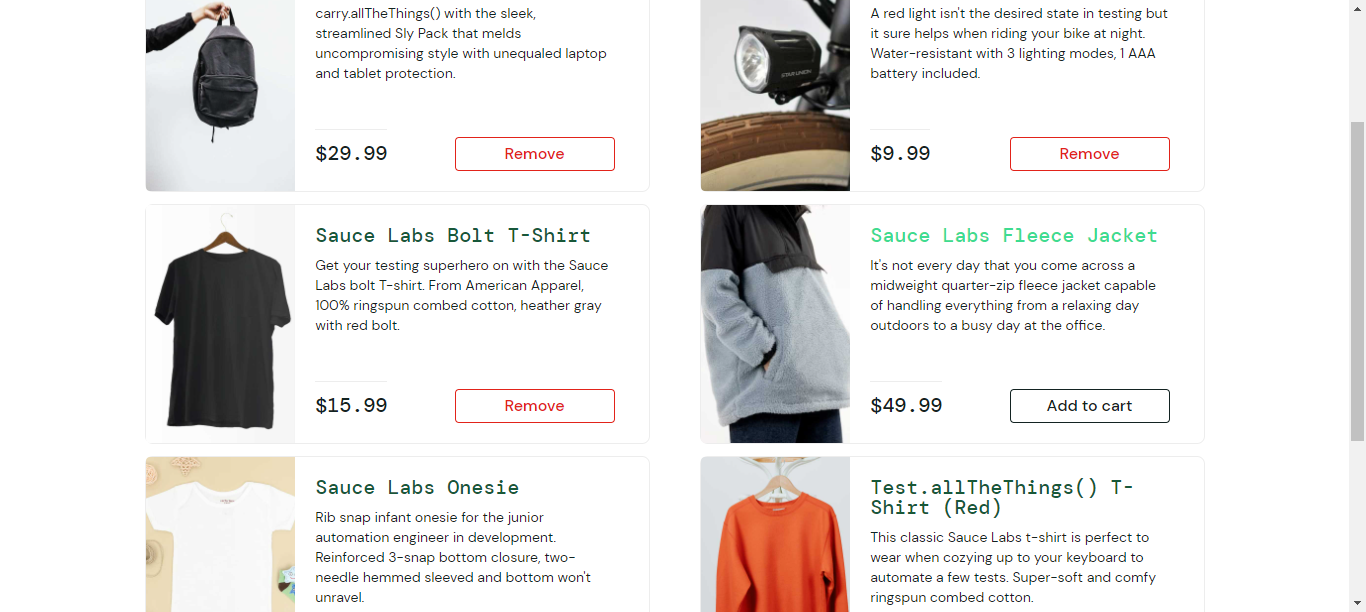 carry.allTheThings() with the sleek,
streamlined Sly Pack that melds
uncompromising style with unequaled laptop
and tablet protection.
$29.99
Remove
A red light isn't the desired state in testing but
it sure helps when riding your bike at night.
Water-resistant with 3 lighting modes, 1 AAA
battery included.
STAR UNION
$9.99
Remove
Sauce Labs Bolt T-Shirt
Get your testing superhero on with the Sauce
Labs bolt T-shirt. From American Apparel,
100% ringspun combed cotton, heather gray
with red bolt.
$15.99
Remove
Sauce Labs Fleece Jacket
It's not every day that you come across a
midweight quarter-zip fleece jacket capable
of handling everything from a relaxing day
outdoors to a busy day at the office.
$49.99
Add to cart
Sauce Labs Onesie
Rib snap infant onesie for the junior
automation engineer in development.
Reinforced 3-snap bottom closure, two-
needle hemmed sleeved and bottom won't
unravel.
Test.allTheThings() T-
Shirt (Red)
This classic Sauce Labs t-shirt is perfect to
wear when cozying up to your keyboard to
automate a few tests. Super-soft and comfy
ringspun combed cotton.